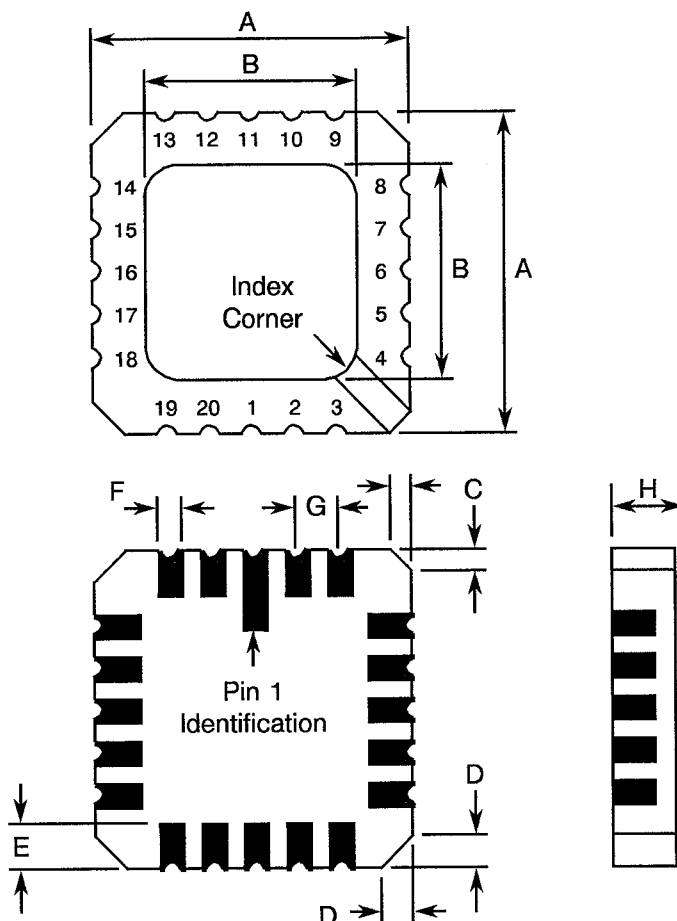 A
B
13 12 11 10 9
14 8
15 7
16 6
17 5
18 4
B A
Index
Corner
19 20 1 2 3
F G C H
Pin 1
Identification
D
E
D